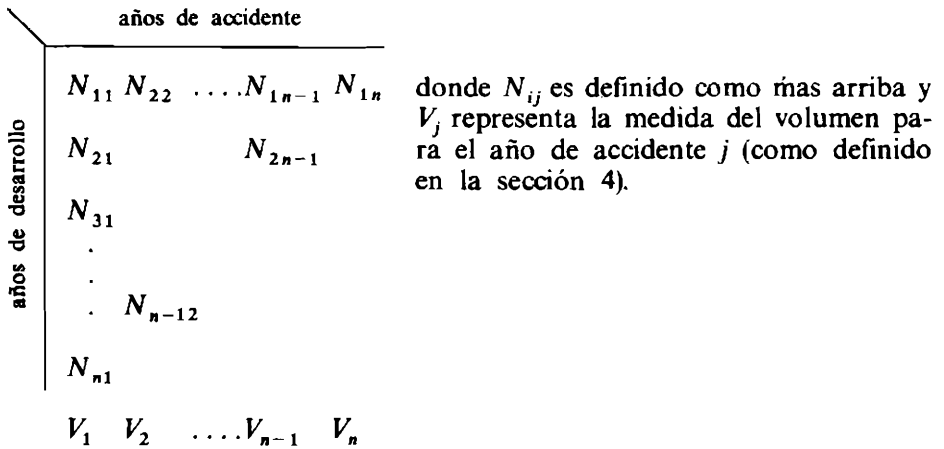 años de accidente
años de desarrollo
N₁₁ N₂₂ ....N₁ₙ₋₁ N₁ₙ
N₂₁ N₂ₙ₋₁
N₃₁
.
.
. Nₙ₋₁₂
Nₙ₁
V₁ V₂ ....Vₙ₋₁ Vₙ
donde Nᵢⱼ es definido como ḿas arriba y
Vⱼ representa la medida del volumen pa-
ra el año de accidente j (como definido
en la sección 4).